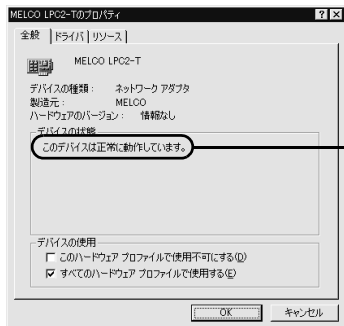 MELCO LPC2-Tのプロパティ
全般 ドライバ リソース
MELCO LPC2-T
デバイスの種類： ネットワーク アダプタ
製造元： MELCO
ハードウェアのバージョン： 情報なし
デバイスの状態
このデバイスは正常に動作しています。
デバイスの使用
このハードウェア プロファイルで使用不可にする(D)
すべてのハードウェア プロファイルで使用する(E)
OK キャンセル